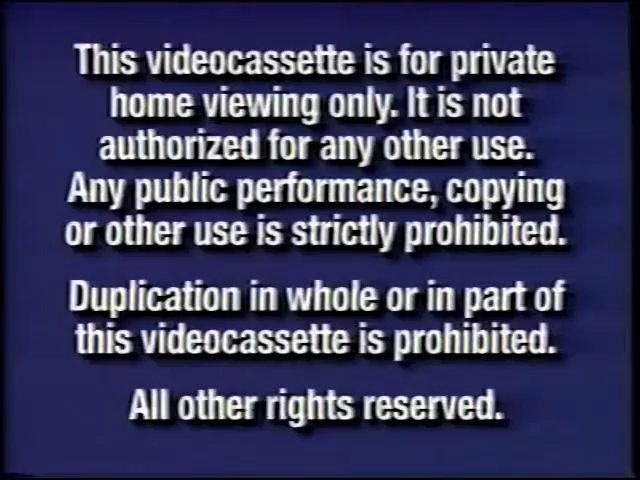 This videocassette is for private
home viewing only. It is not
authorized for any other use.
Any public performance, copying
or other use is strictly prohibited.
Duplication in whole or in part of
this videocassette is prohibited.
All other rights reserved.